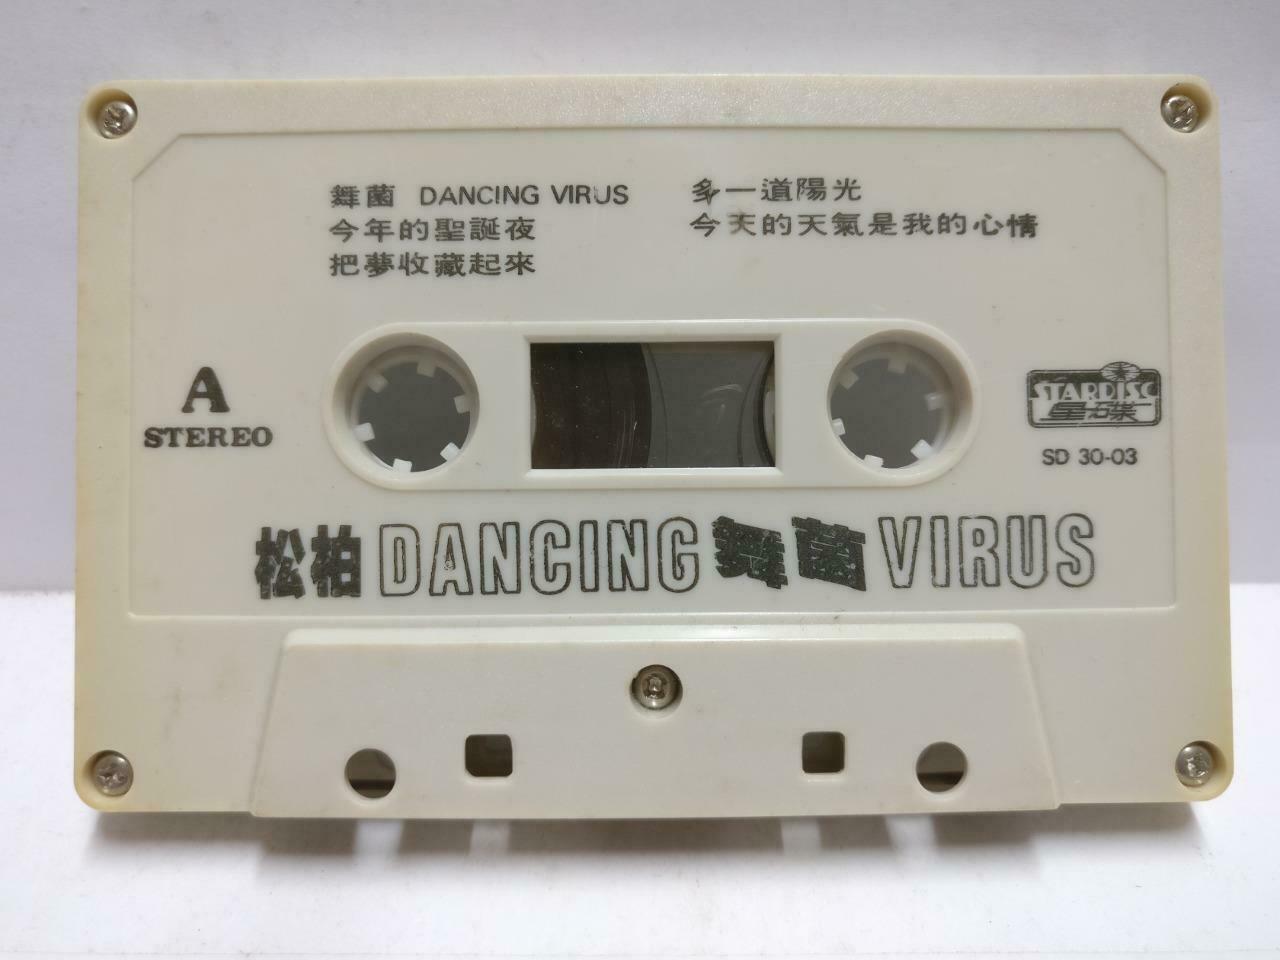 舞菌 DANCING VIRUS
今年的聖誕夜
把夢收藏起來
多一道陽光
今天的天氣是我的心情
A
STEREO
STARDISC
星石樂
SD 30-03
松柏 DANCING 舞菌 VIRUS